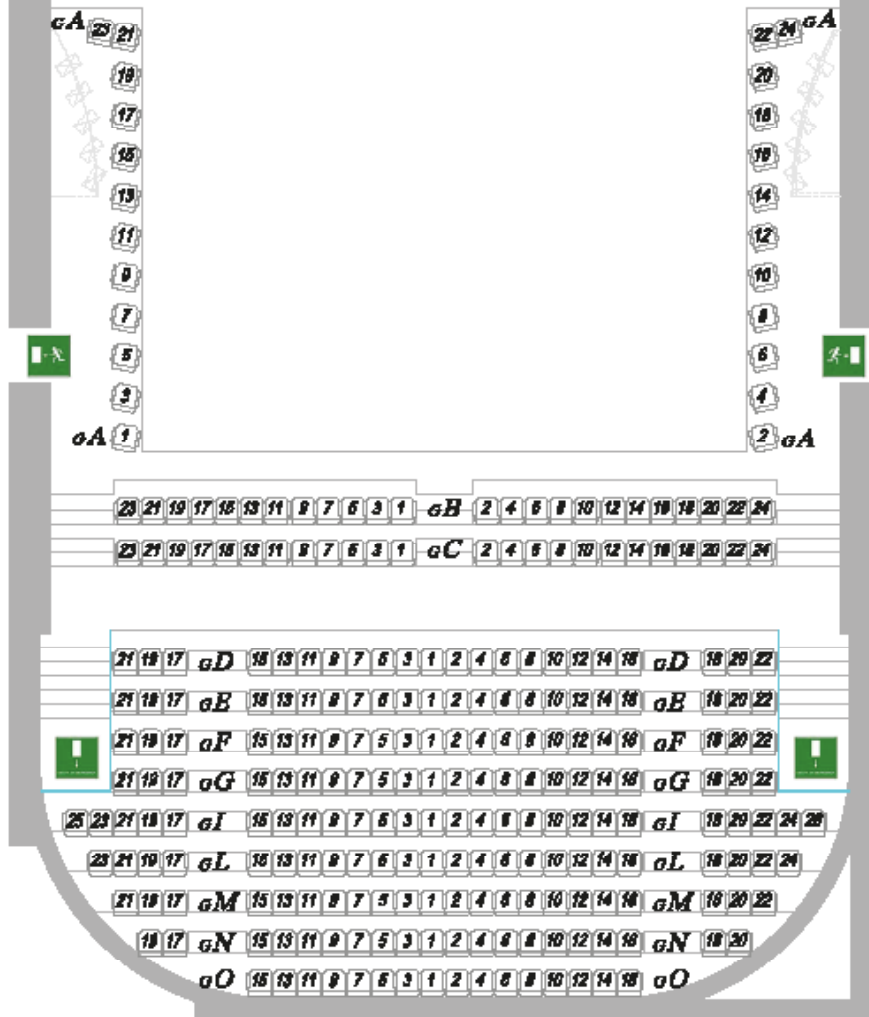 GA 23 21 22 24 GA
19 20
17 18
15 16
13 14
11 12
9 10
7 8
5 6
3 4
GA 1 2 GA
23 21 19 17 15 13 11 9 7 5 3 1 GB 2 4 6 8 10 12 14 16 18 20 22 24
23 21 19 17 15 13 11 9 7 5 3 1 GC 2 4 6 8 10 12 14 16 18 20 22 24
21 19 17 GD 15 13 11 9 7 5 3 1 2 4 6 8 10 12 14 16 GD 18 20 22
21 19 17 GE 15 13 11 9 7 5 3 1 2 4 6 8 10 12 14 16 GE 18 20 22
21 19 17 GF 15 13 11 9 7 5 3 1 2 4 6 8 10 12 14 16 GF 18 20 22
21 19 17 GG 15 13 11 9 7 5 3 1 2 4 6 8 10 12 14 16 GG 18 20 22
25 23 21 19 17 GI 15 13 11 9 7 5 3 1 2 4 6 8 10 12 14 16 GI 18 20 22 24 26
23 21 19 17 GL 15 13 11 9 7 5 3 1 2 4 6 8 10 12 14 16 GL 18 20 22 24
21 19 17 GM 15 13 11 9 7 5 3 1 2 4 6 8 10 12 14 16 GM 18 20 22
19 17 GN 15 13 11 9 7 5 3 1 2 4 6 8 10 12 14 16 GN 18 20
GO 15 13 11 9 7 5 3 1 2 4 6 8 10 12 14 16 GO